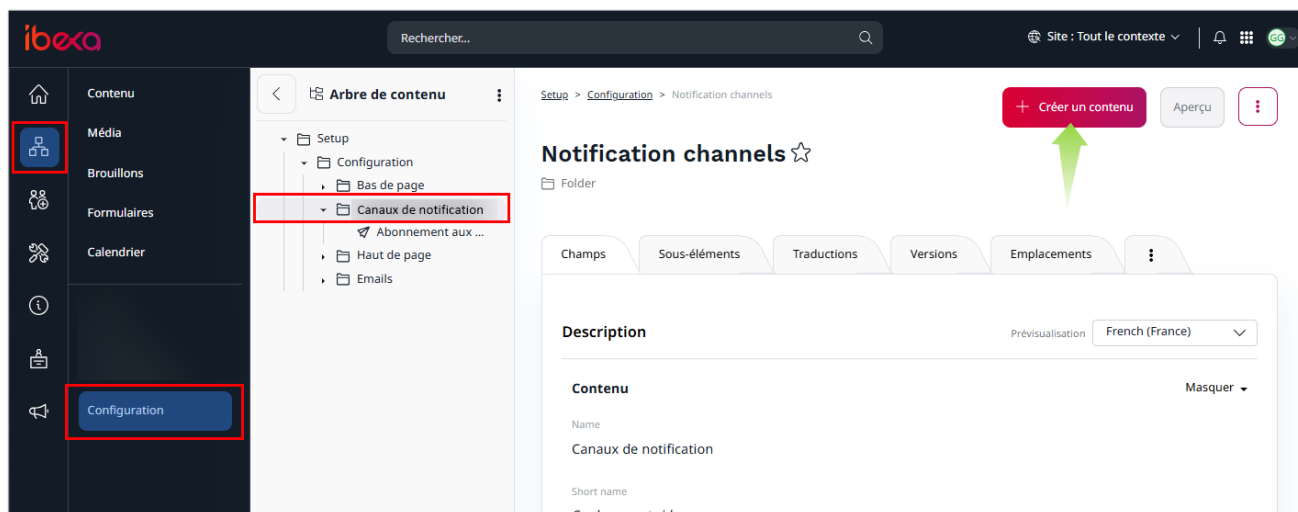 ibexa
Rechercher...
Site : Tout le contexte
GG
Contenu
Média
Brouillons
Formulaires
Calendrier
Configuration
Arbre de contenu
Setup
Configuration
Bas de page
Canaux de notification
Abonnement aux ...
Haut de page
Emails
Setup > Configuration > Notification channels
+ Créer un contenu
Aperçu
Notification channels
Folder
Champs
Sous-éléments
Traductions
Versions
Emplacements
Description
Prévisualisation
French (France)
Contenu
Masquer
Name
Canaux de notification
Short name